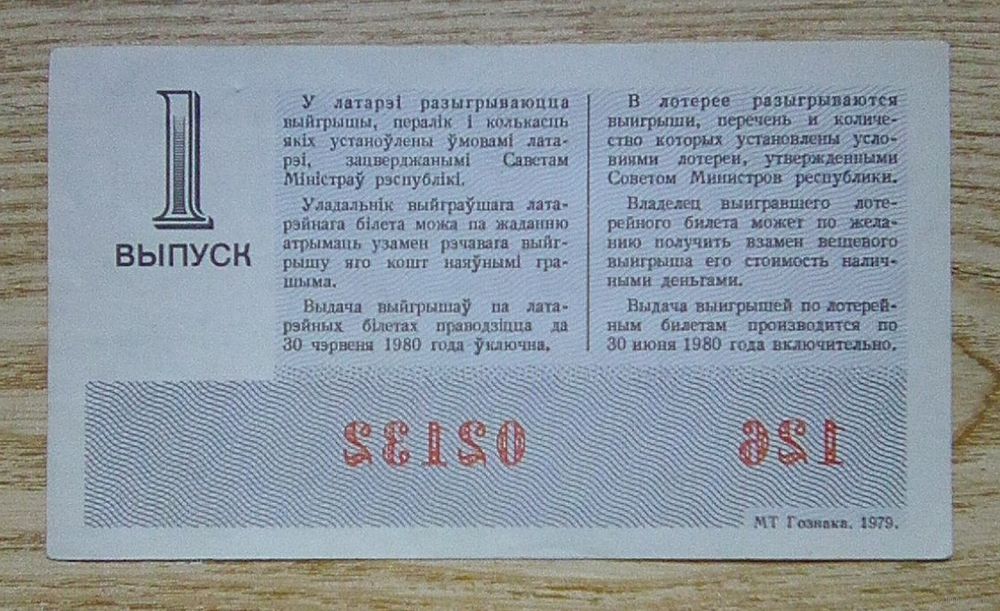 1
ВЫПУСК
У латарэі разыгрываюцца
выйгрышы, пералік і колькасць
якіх устаноўлены ўмовамі лата-
рэі, зацверджанымі Саветам
Міністраў рэспублікі.
Уладальнік выйграўшага лата-
рэйнага білета можа па жаданню
атрымаць узамен рэчавага выйг-
рышу яго кошт наяўнымі гра-
шыма.
Выдача выйгрышаў па лата-
рэйных білетах праводзіцца да
30 чэрвеня 1980 года ўключна.
В лотерее разыгрываются
выигрыши, перечень и количе-
ство которых установлены усло-
виями лотереи, утвержденными
Советом Министров республики.
Владелец выигравшего лоте-
рейного билета может по жела-
нию получить взамен вещевого
выигрыша его стоимость налич-
ными деньгами.
Выдача выигрышей по лотерей-
ным билетам производится по
30 июня 1980 года включительно.
02132
126
МТ Гознака. 1979.